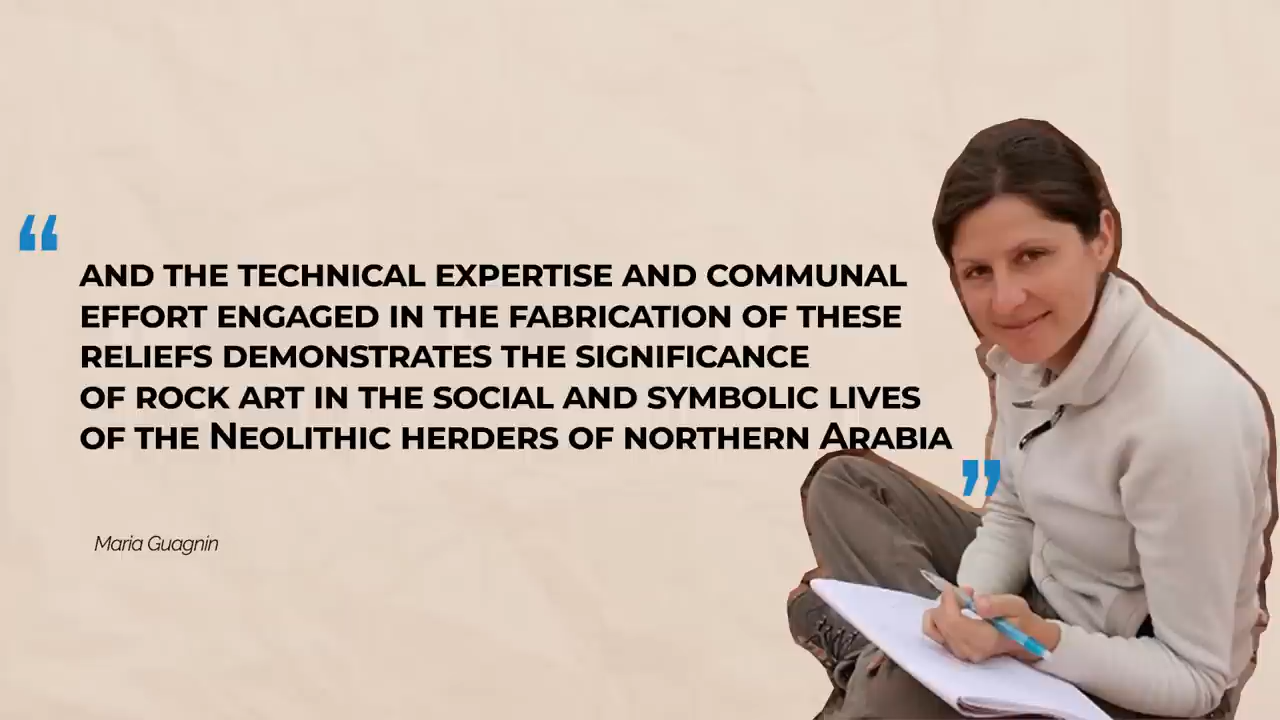 “
AND THE TECHNICAL EXPERTISE AND COMMUNAL
EFFORT ENGAGED IN THE FABRICATION OF THESE
RELIEFS DEMONSTRATES THE SIGNIFICANCE
OF ROCK ART IN THE SOCIAL AND SYMBOLIC LIVES
OF THE NEOLITHIC HERDERS OF NORTHERN ARABIA
”
Maria Guagnin